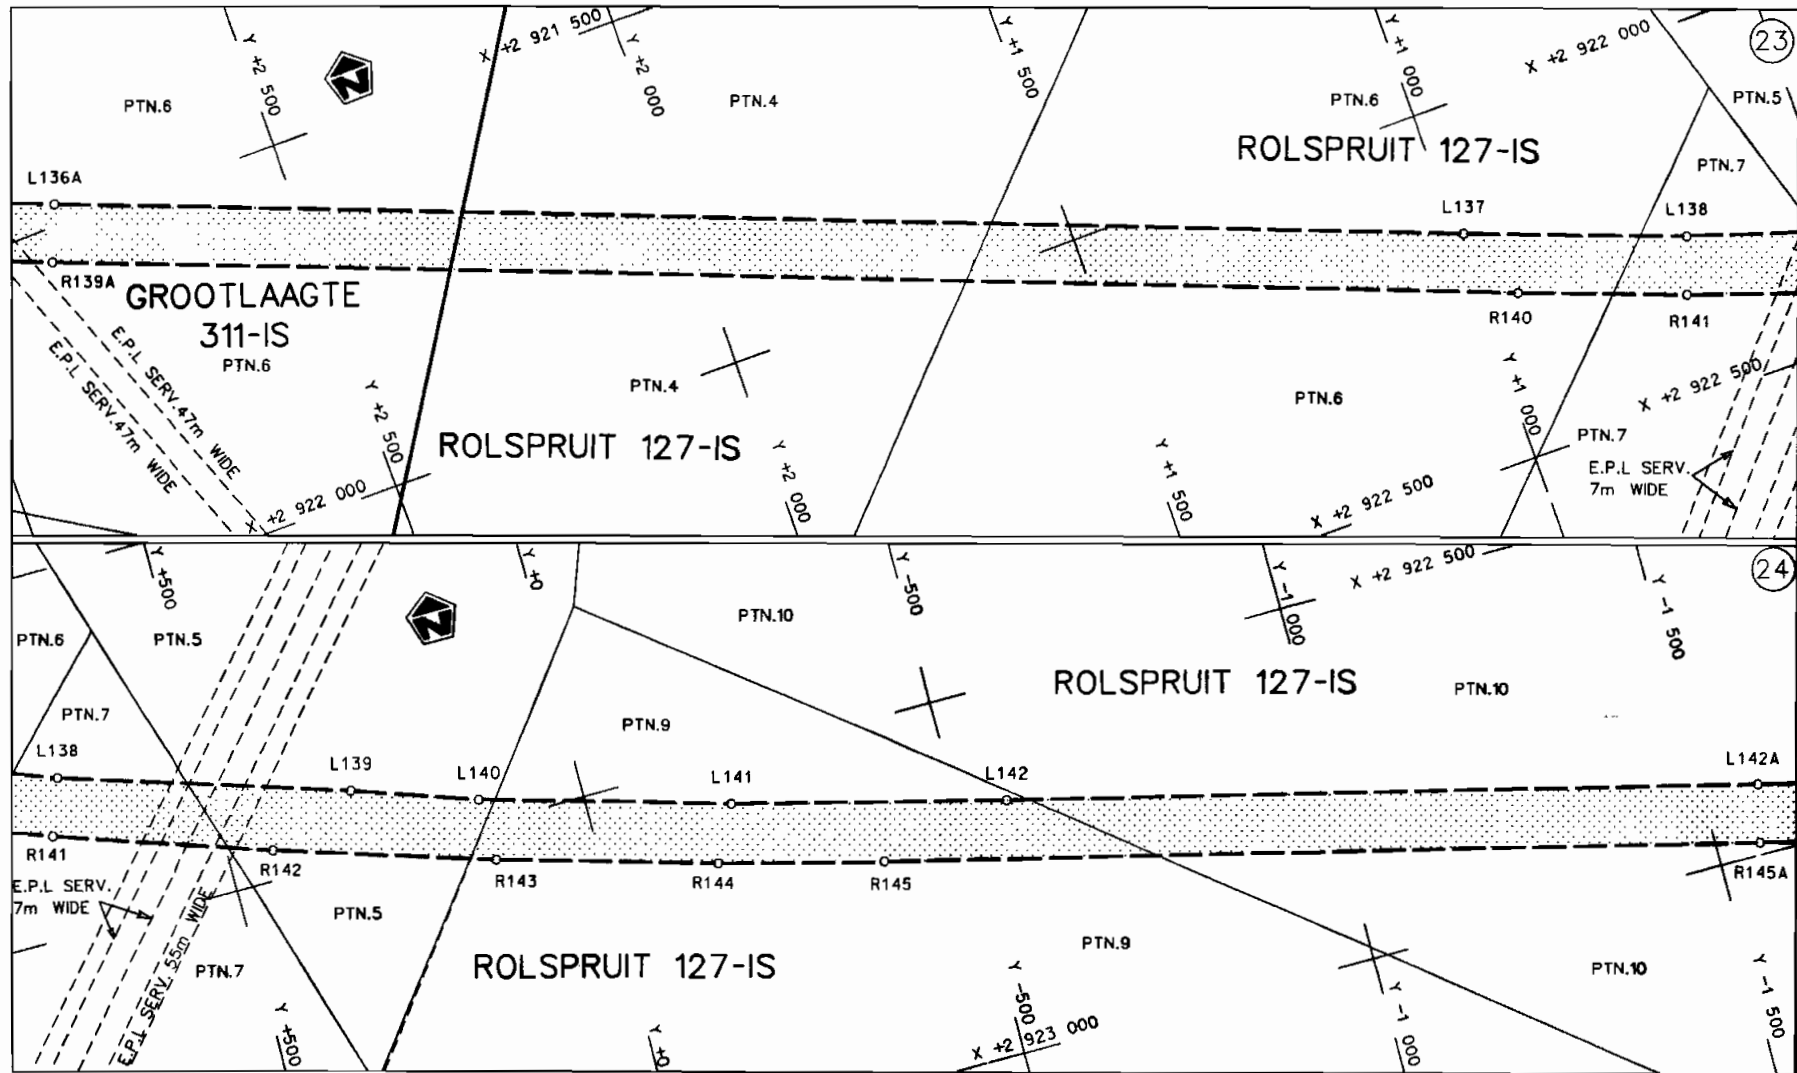 23
Y +2 500
X +2 921 500
Y +2 000
Y +1 500
Y +1 000
X +2 922 000
PTN.6
PTN.4
PTN.6
PTN.5
ROLSPRUIT 127-IS
PTN.7
L136A
L137
L138
R139A
GROOTLAAGTE
311-IS
PTN.6
R140
R141
E.P.L SERV.47m WIDE
E.P.L SERV.47m WIDE
Y +2 500
PTN.4
PTN.6
Y +1 000
X +2 922 500
ROLSPRUIT 127-IS
Y +2 000
Y +1 500
PTN.7
E.P.L SERV.
7m WIDE
X +2 922 000
X +2 922 500
24
Y +500
Y +0
Y -500
Y -1 000
X +2 922 500
Y -1 500
PTN.6
PTN.5
PTN.10
ROLSPRUIT 127-IS
PTN.10
PTN.7
PTN.9
L138
L139
L140
L141
L142
L142A
R141
R142
R143
R144
R145
R145A
E.P.L SERV.
7m WIDE
E.P.L SERV. 55m WIDE
PTN.5
PTN.9
PTN.7
ROLSPRUIT 127-IS
PTN.10
Y +500
Y +0
Y -500
X +2 923 000
Y -1 000
Y -1 500